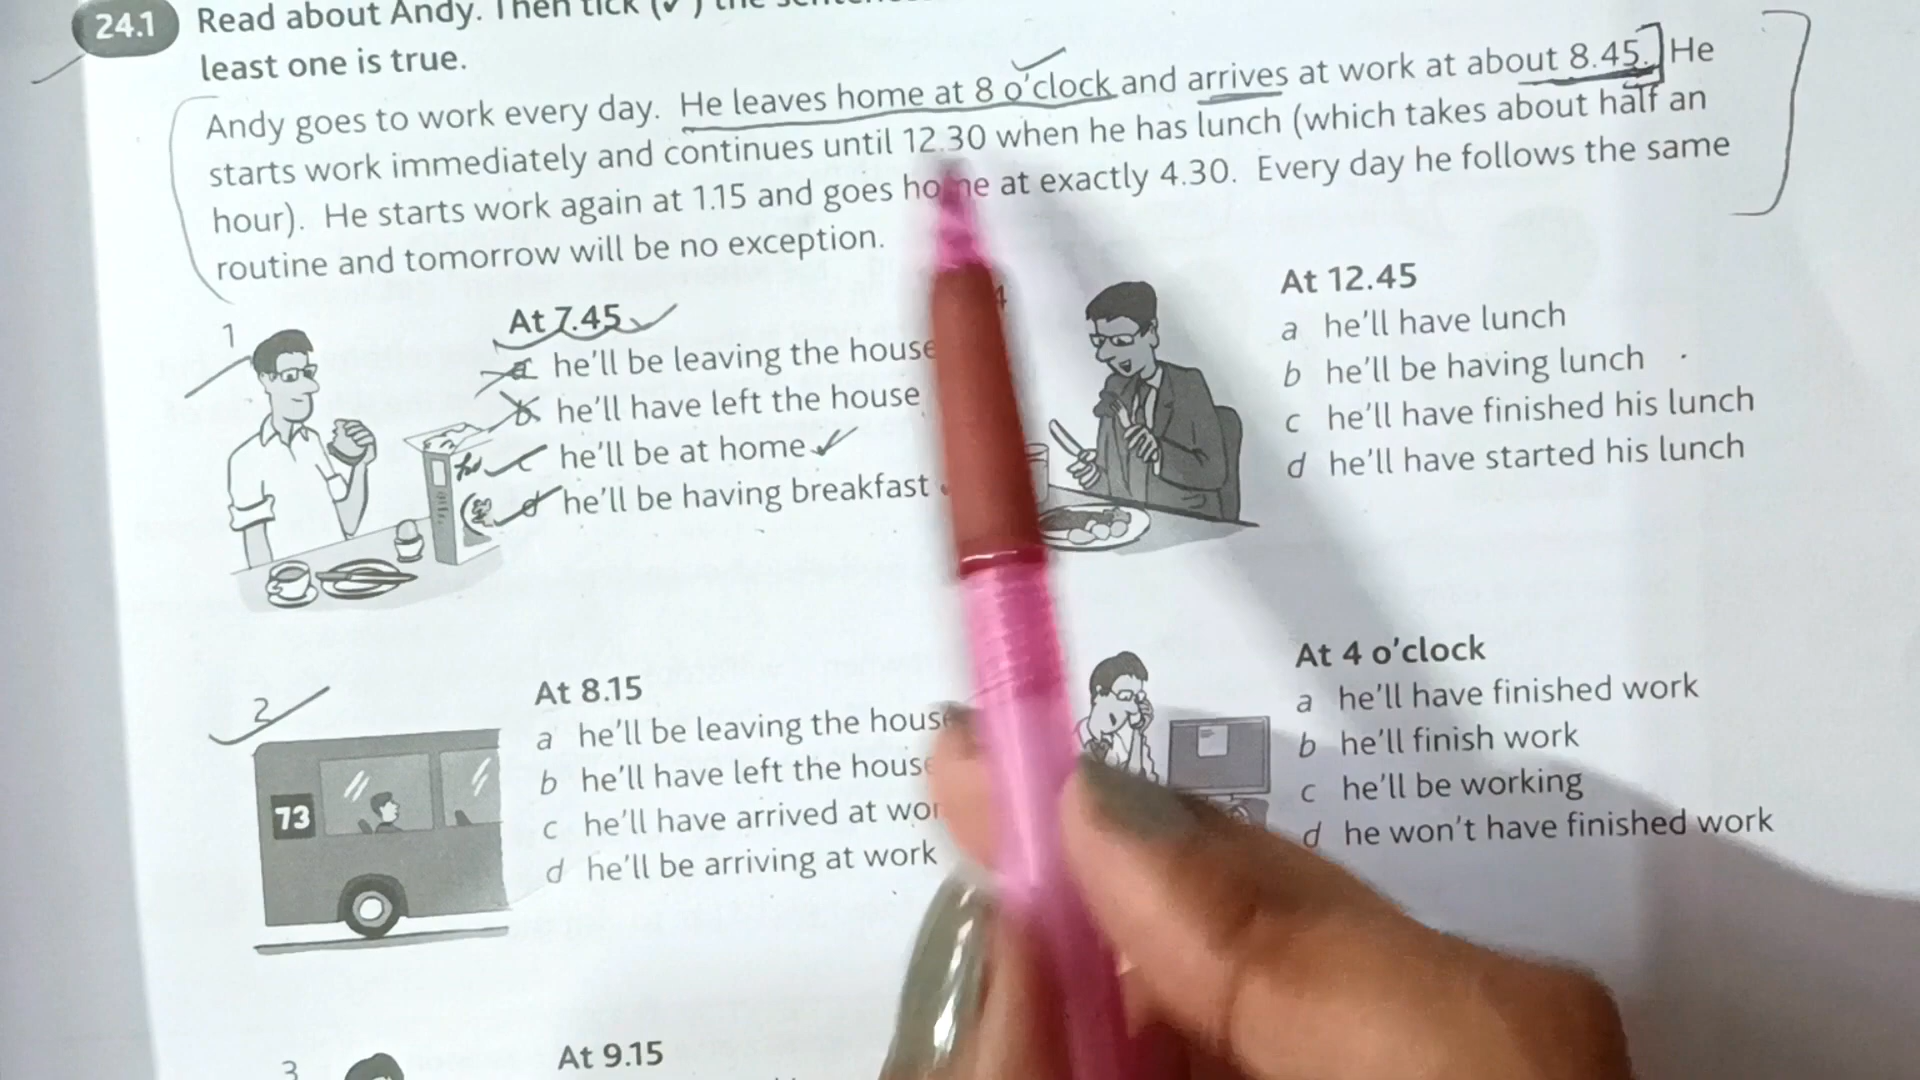 24.1 Read about Andy. Then tick (✓) the
least one is true.
Andy goes to work every day. He leaves home at 8 o'clock and arrives at work at about 8.45. He
starts work immediately and continues until 12.30 when he has lunch (which takes about half an
hour). He starts work again at 1.15 and goes home at exactly 4.30. Every day he follows the same
routine and tomorrow will be no exception.
1
At 7.45
a he'll be leaving the house
b he'll have left the house
c he'll be at home ✓
d he'll be having breakfast
2
73
At 8.15
a he'll be leaving the house
b he'll have left the house
c he'll have arrived at
d he'll be arriving at work
3
At 9.15
4
At 12.45
a he'll have lunch
b he'll be having lunch
c he'll have finished his lunch
d he'll have started his lunch
At 4 o'clock
a he'll have finished work
b he'll finish work
c he'll be working
d he won't have finished work